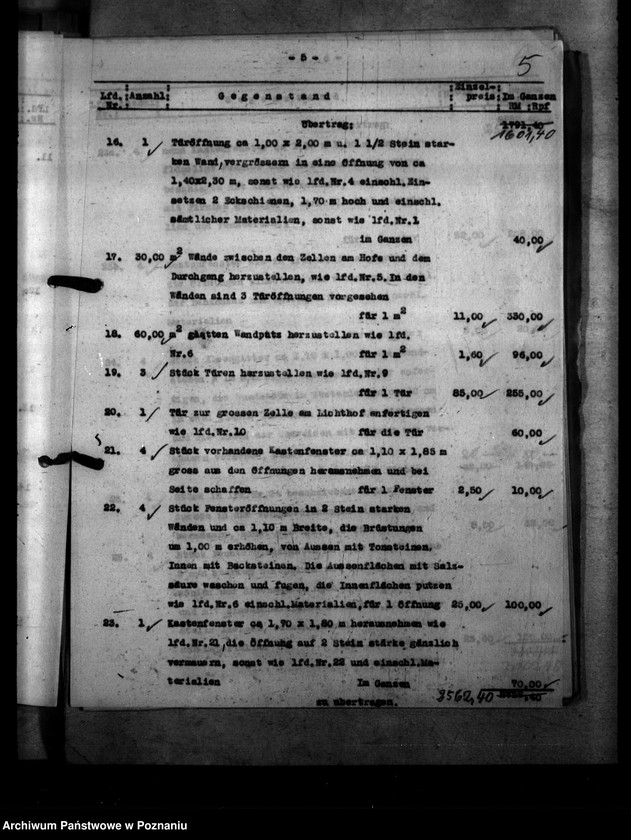 - 5 -
5
Lfd. Nr. : Anzahl : Gegenstand : Einzelpreis : Im Ganzen RM : Rpf
Übertrag: 1791,40
1601,40
16. 1 Türöffnung ca 1,00 x 2,00 m u. 1 1/2 Stein star-
ken Wand, vergrössern in eine Öffnung von ca
1,40x2,30 m, sonst wie lfd.Nr.4 einschl.Ein-
setzen 2 Eckschienen, 1,70 m hoch und einschl.
sämtlicher Materialien, sonst wie lfd.Nr.1
im Ganzen 40,00
17. 30,00 m² Wände zwischen den Zellen am Hofe und dem
Durchgang herzustellen, wie lfd.Nr.5.In den
Wänden sind 3 Türöffnungen vorgesehen
für 1 m² 11,00 330,00
18. 60,00 m² glatten Wandputz herzustellen wie lfd.
Nr.6 für 1 m² 1,60 96,00
19. 3 Stück Türen herzustellen wie lfd.Nr.9
für 1 Tür 85,00 255,00
20. 1 Tür zur grossen Zelle am Lichthof anfertigen
wie lfd.Nr.10 für die Tür 60,00
21. 4 Stück vorhandene Kastenfenster ca 1,10 x 1,85 m
gross aus den Öffnungen herausnehmen und bei
Seite schaffen für 1 Fenster 2,50 10,00
22. 4 Stück Fensteröffnungen in 2 Stein starken
Wänden und ca 1,10 m Breite, die Brüstungen
um 1,00 m erhöhen, von Aussen mit Tonsteinen.
Innen mit Backsteinen. Die Aussenflächen mit Salz-
säure waschen und fugen, die Innenflächen putzen
wie lfd.Nr.6 einschl.Materialien,für 1 Öffnung 25,00 100,00
23. 1 Kastenfenster ca 1,70 x 1,80 m herausnehmen wie
lfd.Nr.21,die Öffnung auf 2 Stein stärke gänzlich
vermauern, sonst wie lfd.Nr.22 und einschl.Ma-
terialien Im Ganzen 70,00
zu übertragen. 2562,40
Archiwum Państwowe w Poznaniu